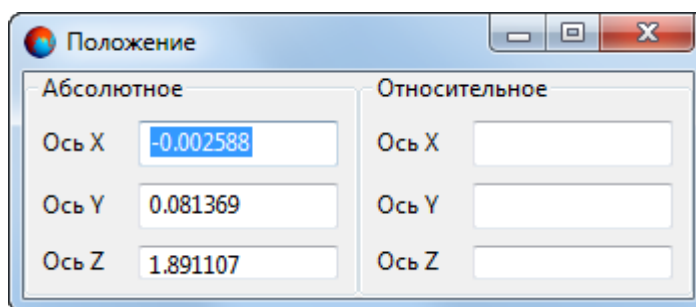 Положение
Абсолютное Относительное
Ось X -0.002588 Ось X
Ось Y 0.081369 Ось Y
Ось Z 1.891107 Ось Z